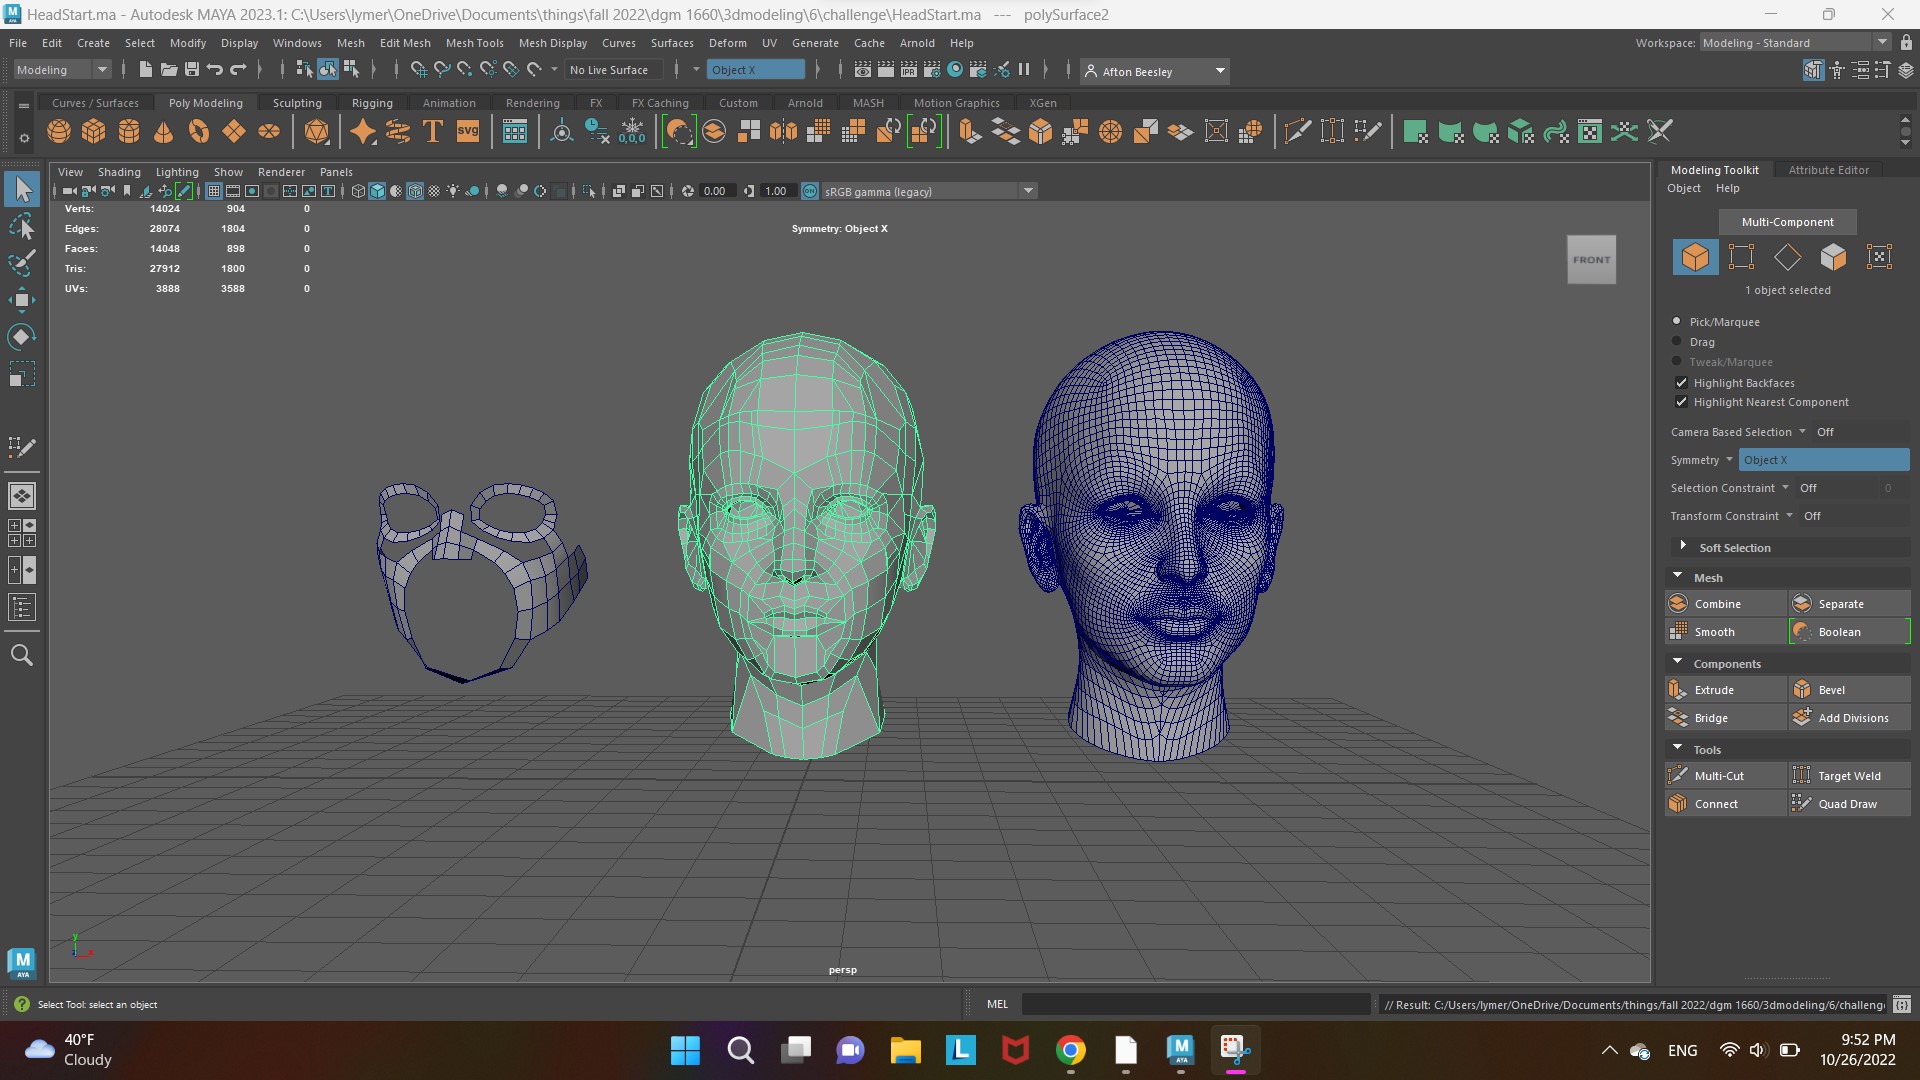 HeadStart.ma - Autodesk MAYA 2023.1: C:\Users\lymer\OneDrive\Documents\things\fall 2022\dgm 1660\3dmodeling\6\challenge\HeadStart.ma --- polySurface2
File Edit Create Select Modify Display Windows Mesh Edit Mesh Mesh Tools Mesh Display Curves Surfaces Deform UV Generate Cache Arnold Help
Workspace: Modeling - Standard
Modeling
No Live Surface
Object X
IPR
Afton Beesley
Curves / Surfaces Poly Modeling Sculpting Rigging Animation Rendering FX FX Caching Custom Arnold MASH Motion Graphics XGen
T
SVG
0,0,0
View Shading Lighting Show Renderer Panels
0.00
1.00
ON
sRGB gamma (legacy)
Verts: 14024 904 0
Edges: 28074 1804 0
Faces: 14048 898 0
Tris: 27912 1800 0
UVs: 3888 3588 0
Symmetry: Object X
FRONT
y
x
persp
Modeling Toolkit Attribute Editor
Object Help
Multi-Component
1 object selected
Pick/Marquee
Drag
Tweak/Marquee
Highlight Backfaces
Highlight Nearest Component
Camera Based Selection Off
Symmetry Object X
Selection Constraint Off 0
Transform Constraint Off
Soft Selection
Mesh
Combine Separate
Smooth Boolean
Components
Extrude Bevel
Bridge Add Divisions
Tools
Multi-Cut Target Weld
Connect Quad Draw
M
AYA
Select Tool: select an object
MEL
// Result: C:/Users/lymer/OneDrive/Documents/things/fall 2022/dgm 1660/3dmodeling/6/challeng
40°F
Cloudy
L
M
AYA
ENG
9:52 PM
10/26/2022